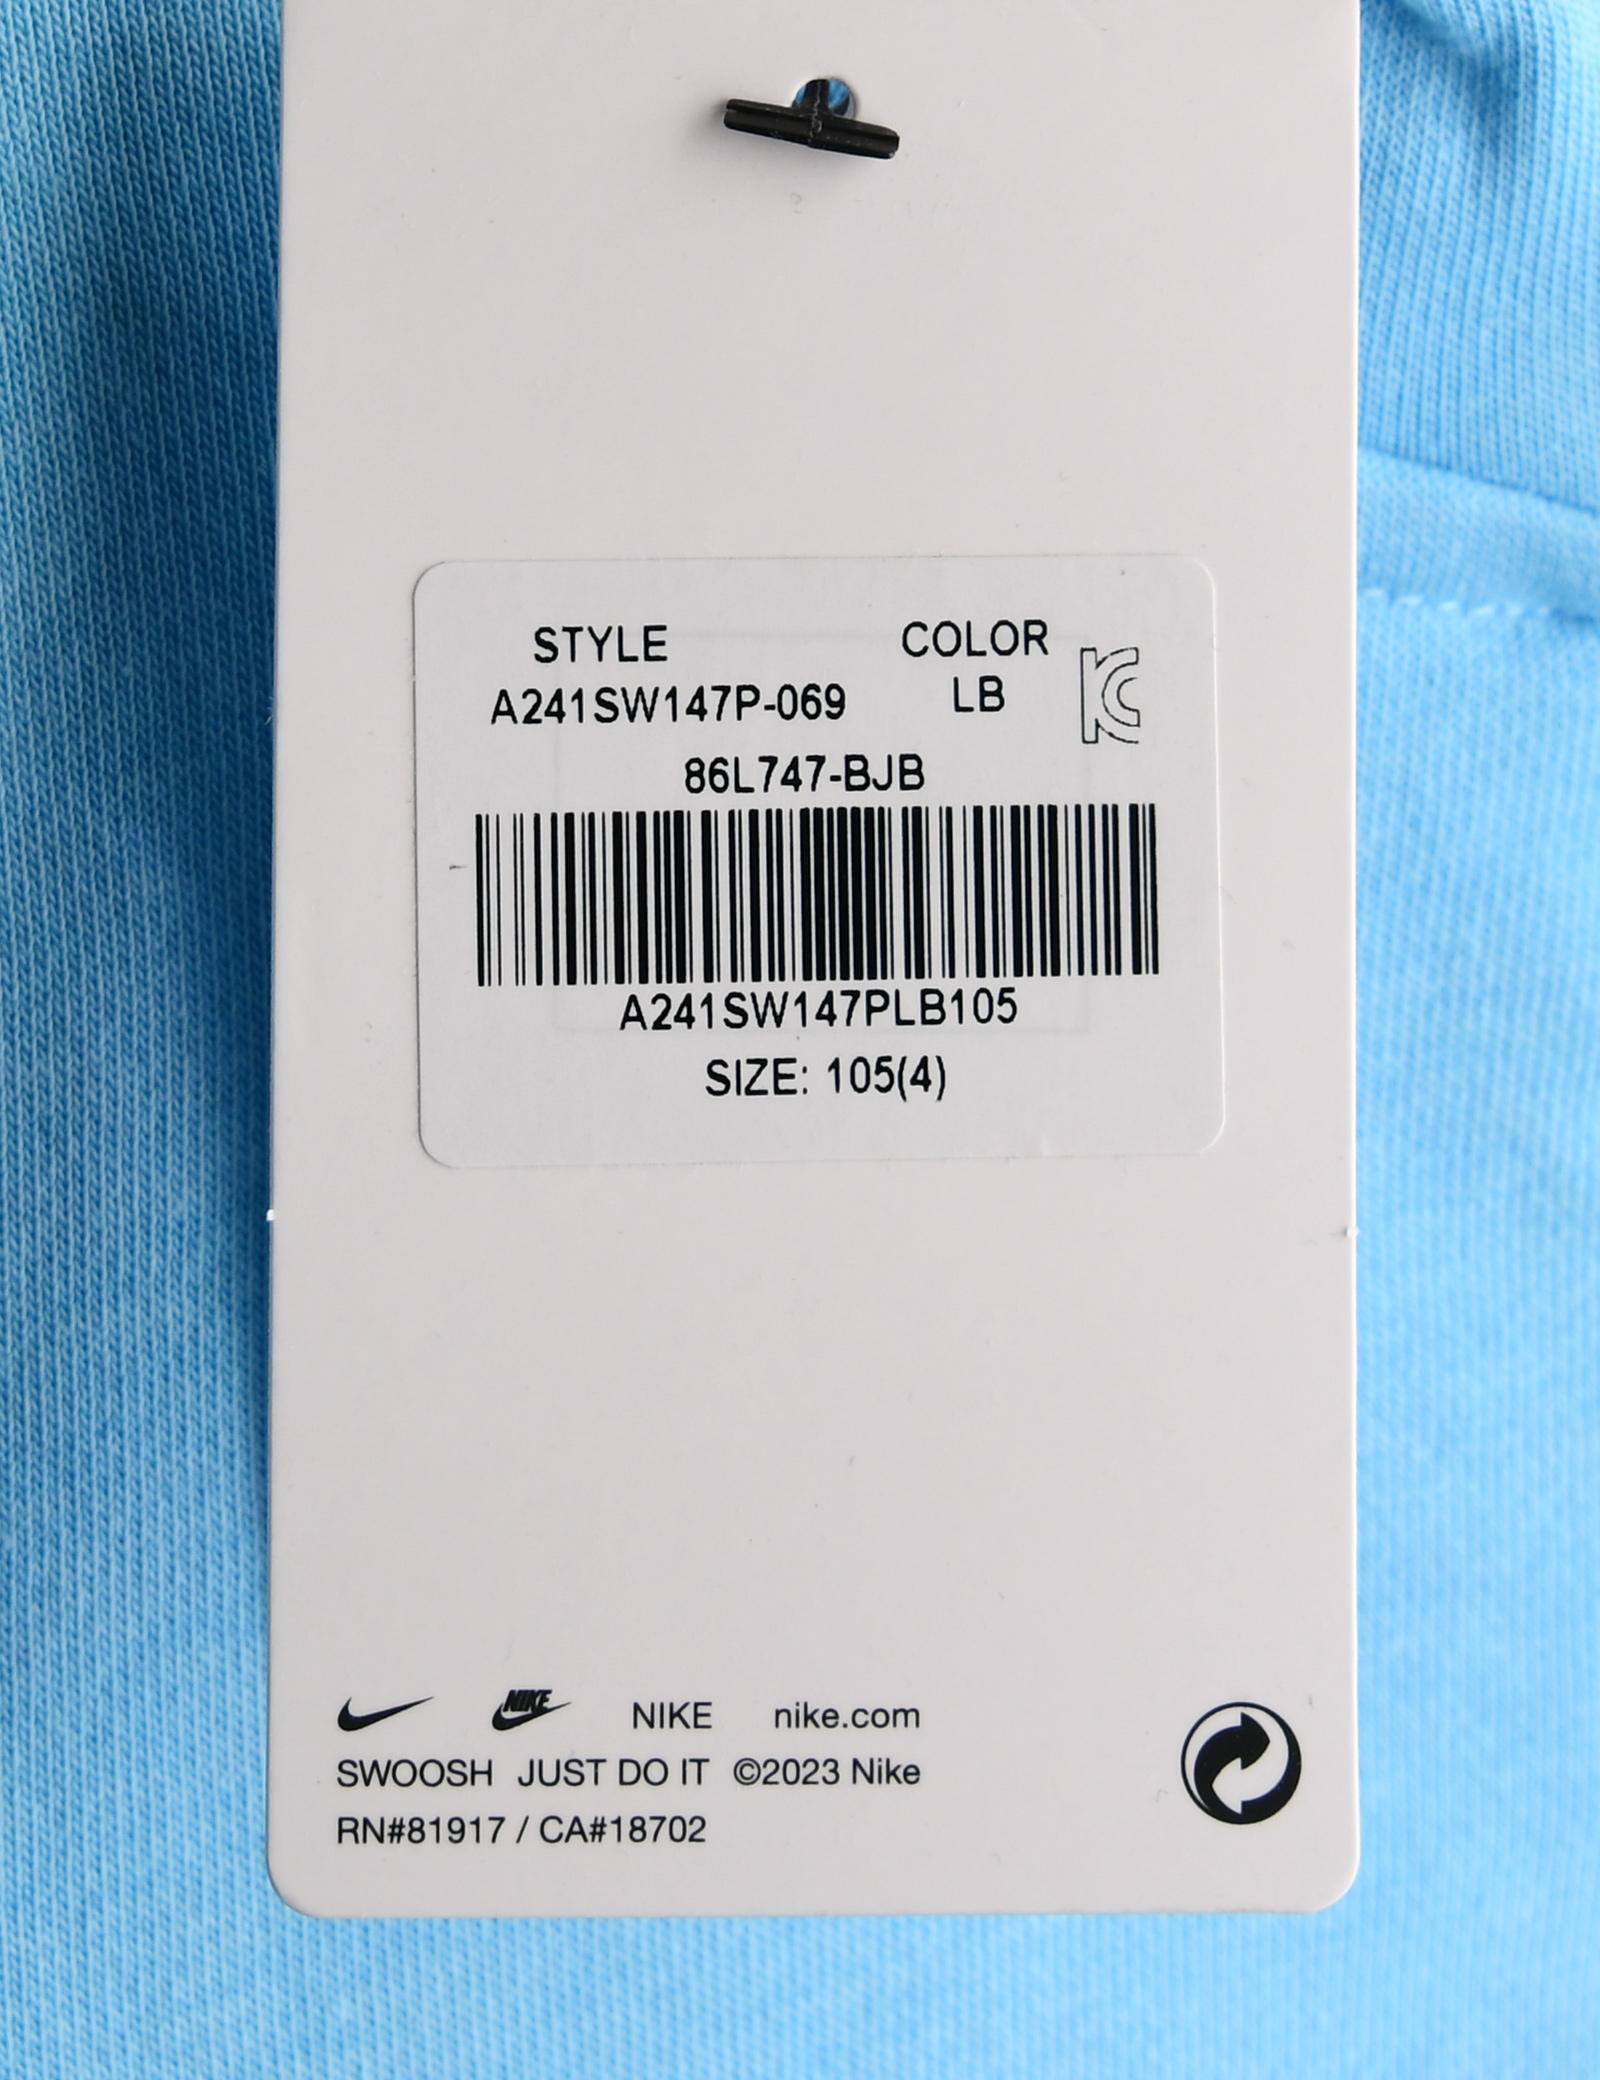 STYLE COLOR
A241SW147P-069 LB
86L747-BJB
A241SW147PLB105
SIZE: 105(4)
NIKE NIKE nike.com
SWOOSH JUST DO IT ©2023 Nike
RN#81917 / CA#18702